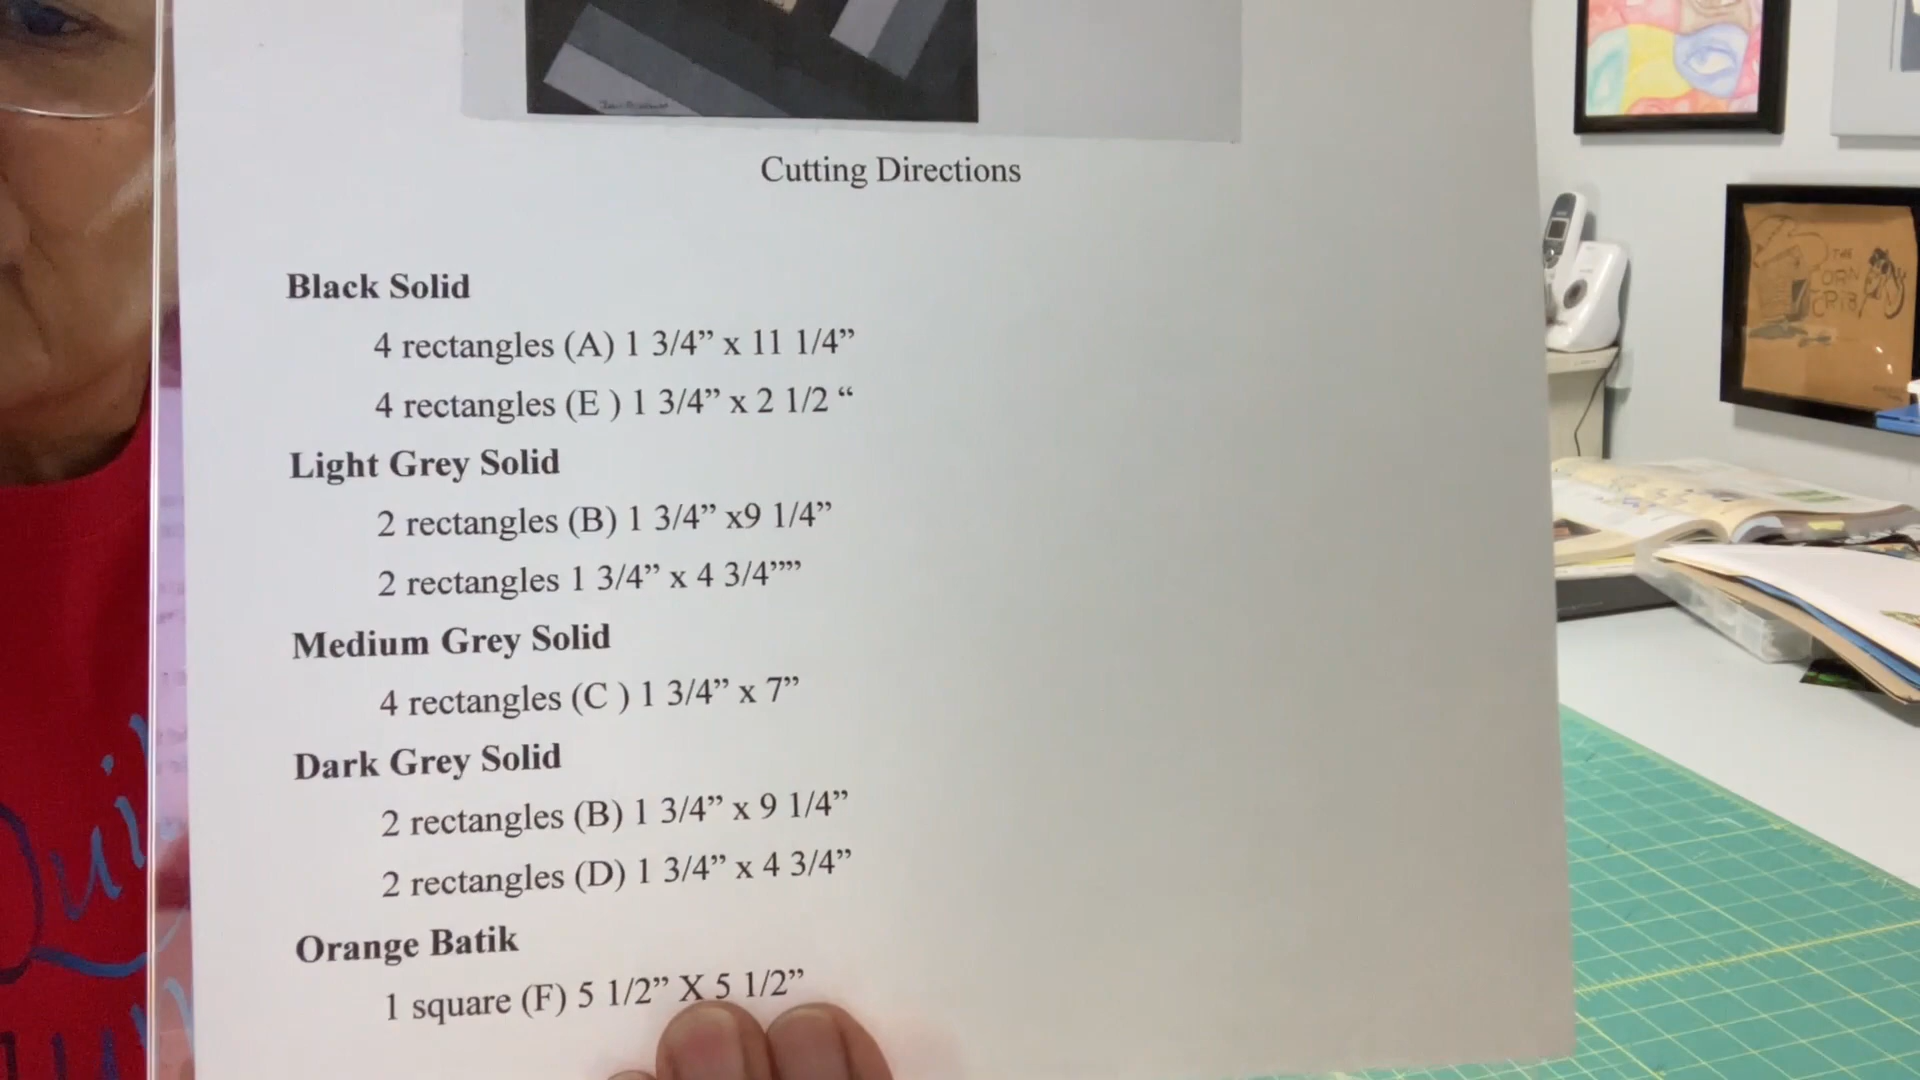 Cutting Directions
Black Solid
4 rectangles (A) 1 3/4” x 11 1/4”
4 rectangles (E ) 1 3/4” x 2 1/2 “
Light Grey Solid
2 rectangles (B) 1 3/4” x9 1/4”
2 rectangles 1 3/4” x 4 3/4””
Medium Grey Solid
4 rectangles (C ) 1 3/4” x 7”
Dark Grey Solid
2 rectangles (B) 1 3/4” x 9 1/4”
2 rectangles (D) 1 3/4” x 4 3/4”
Orange Batik
1 square (F) 5 1/2” X 5 1/2”
THE
CRIB
Qui